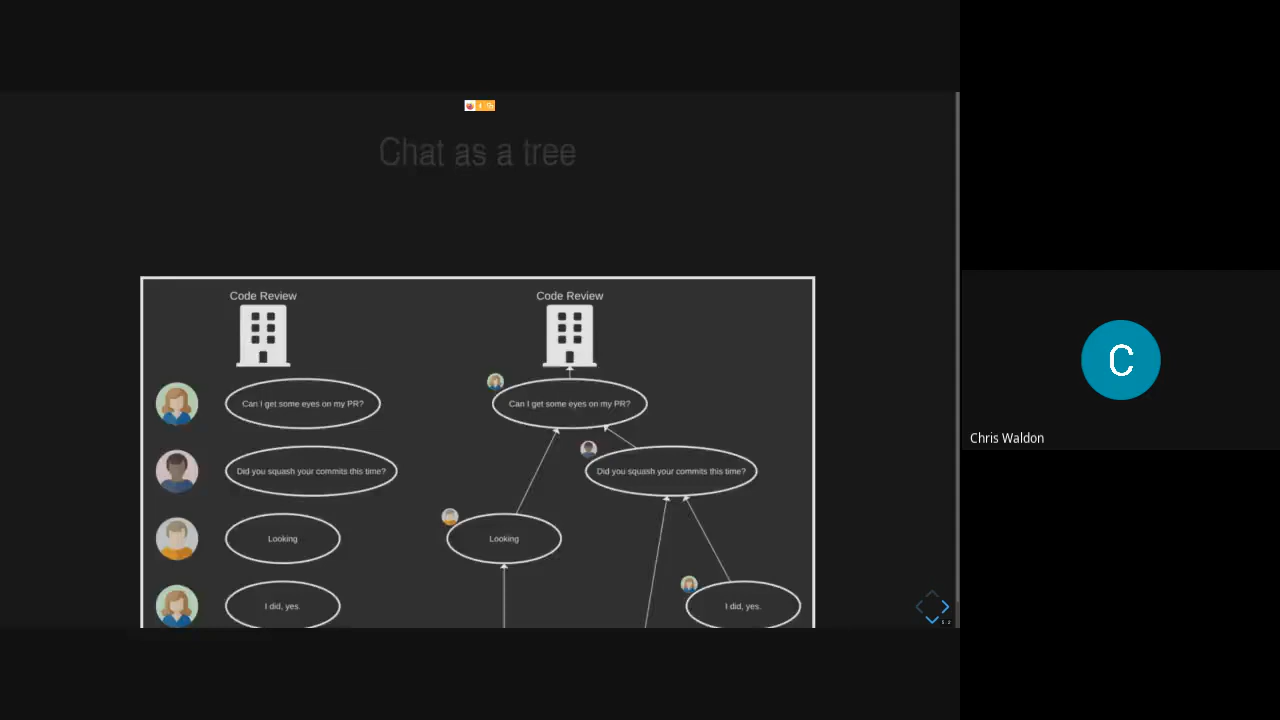 Chat as a tree
Code Review
Code Review
Can I get some eyes on my PR?
Can I get some eyes on my PR?
Did you squash your commits this time?
Did you squash your commits this time?
Looking
Looking
I did, yes.
I did, yes.
C
Chris Waldon